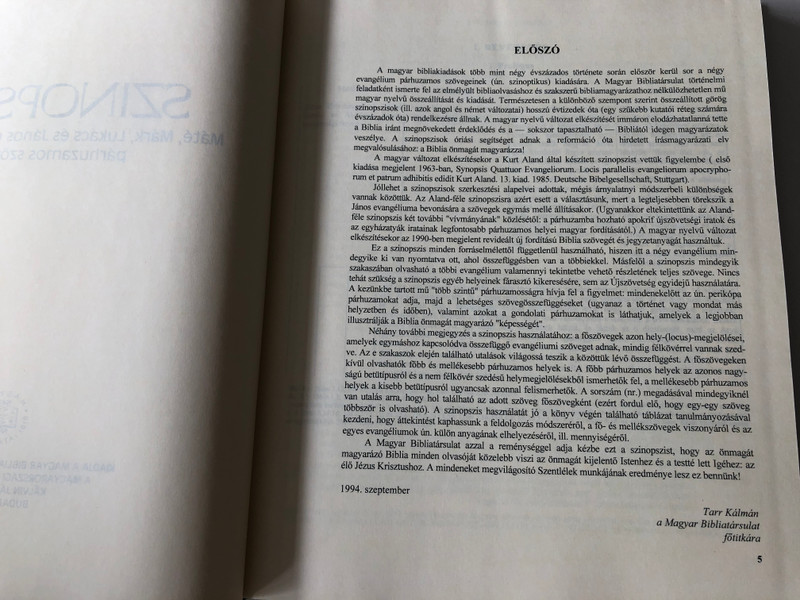 ELŐSZÓ
A magyar bibliakiadások több mint négy évszázados története során először kerül sor a négy
evangélium párhuzamos szövegeinek (ún. szinoptikus) kiadására. A Magyar Bibliatársulat történelmi
feladatként ismerte fel az elmélyült bibliaolvasáshoz és szakszerű bibliamagyarázathoz nélkülözhetetlen mű
magyar nyelvű összeállítását és kiadását. Természetesen a különböző szempont szerint összeállított görög
szinopszisok (ill. azok angol és német változatai) hosszú évtizedek óta (egy szűkebb kutatói réteg számára
évszázadok óta) rendelkezésre állnak. A magyar nyelvű változat elkészítését immáron elodázhatatlanná tette
a Biblia iránt megnövekedett érdeklődés és a — sokszor tapasztalható — Bibliától idegen magyarázatok
veszélye. A szinopszisok óriási segítséget adnak a reformáció óta hirdetett írásmagyarázati elv
megvalósulásához: a Biblia önmagát magyarázza!
A magyar változat elkészítésekor a Kurt Aland által készített szinopszist vettük figyelembe ( első
kiadása megjelent 1963-ban, Synopsis Quattuor Evangeliorum. Locis parallelis evangeliorum apocrypho-
rum et patrum adhibitis edidit Kurt Aland. 13. kiad. 1985. Deutsche Bibelgesellschaft, Stuttgart).
Jóllehet a szinopszisok szerkesztési alapelvei adottak, mégis árnyalatnyi módszerbeli különbségek
vannak közöttük. Az Aland-féle szinopszisra azért esett a választásunk, mert a legteljesebben törekszik a
János evangéliuma bevonására a szövegek egymás mellé állításakor. (Ugyanakkor eltekintettünk az Aland-
féle szinopszis két további "vívmányának" közlésétől: a párhuzamba hozható apokrif újszövetségi iratok és
az egyházatyák iratainak legfontosabb párhuzamos helyei magyar fordításától.) A magyar nyelvű változat
elkészítésekor az 1990-ben megjelent revideált új fordítású Biblia szövegét és jegyzetanyagát használtuk.
Ez a szinopszis minden forráselmélettől függetlenül használható, hiszen itt a négy evangélium min-
degyike ki van nyomtatva ott, ahol összefüggésben van a többiekkel. Másfelől a szinopszis mindegyik
szakaszában olvasható a többi evangélium valamennyi tekintetbe vehető részletének teljes szövege. Nincs
tehát szükség a szinopszis egyéb helyeinek fárasztó kikeresésére, sem az Újszövetség egyidejű használatára.
A kezünkbe tartott mű "több szintű" párhuzamosságra hívja fel a figyelmet: mindenekelőtt az ún. perikópa
párhuzamokat adja, majd a lehetséges szövegösszefüggéseket (ugyanaz a történet vagy mondat más
helyzetben és időben), valamint azokat a gondolati párhuzamokat is láthatjuk, amelyek a legjobban
illusztrálják a Biblia önmagát magyarázó "képességét".
Néhány további megjegyzés a szinopszis használatához: a főszövegek azon hely-(locus)-megjelölései,
amelyek egymáshoz kapcsolódva összefüggő evangéliumi szöveget adnak, mindig félkövérrel vannak szed-
ve. Az e szakaszok elején található utalások világossá teszik a közöttük lévő összefüggést. A főszövegeken
kívül olvashatók főbb és mellékesebb párhuzamos helyek is. A főbb párhuzamos helyek az azonos nagy-
ságú betűtípusról és a nem félkövér szedésű helymegjelölésekből ismerhetők fel, a mellékesebb párhuzamos
helyek a kisebb betűtípusról ugyancsak azonnal felismerhetők. A sorszám (nr.) megadásával mindegyiknél
van utalás arra, hogy hol található az adott szöveg főszövegként (ezért fordul elő, hogy egy-egy szöveg
többször is olvasható). A szinopszis használatát jó a könyv végén található táblázat tanulmányozásával
kezdeni, hogy áttekintést kaphassunk a feldolgozás módszeréről, a fő- és mellékszövegek viszonyáról és az
egyes evangéliumok ún. külön anyagának elhelyezéséről, ill. mennyiségéről.
A Magyar Bibliatársulat azzal a reménységgel adja kézbe ezt a szinopszist, hogy az önmagát
magyarázó Biblia minden olvasóját közelebb viszi az önmagát kijelentő Istenhez és a testté lett Igéhez: az
élő Jézus Krisztushoz. A mindeneket megvilágosító Szentlélek munkájának eredménye lesz ez bennünk!
1994. szeptember
Tarr Kálmán
a Magyar Bibliatársulat
főtitkára
5